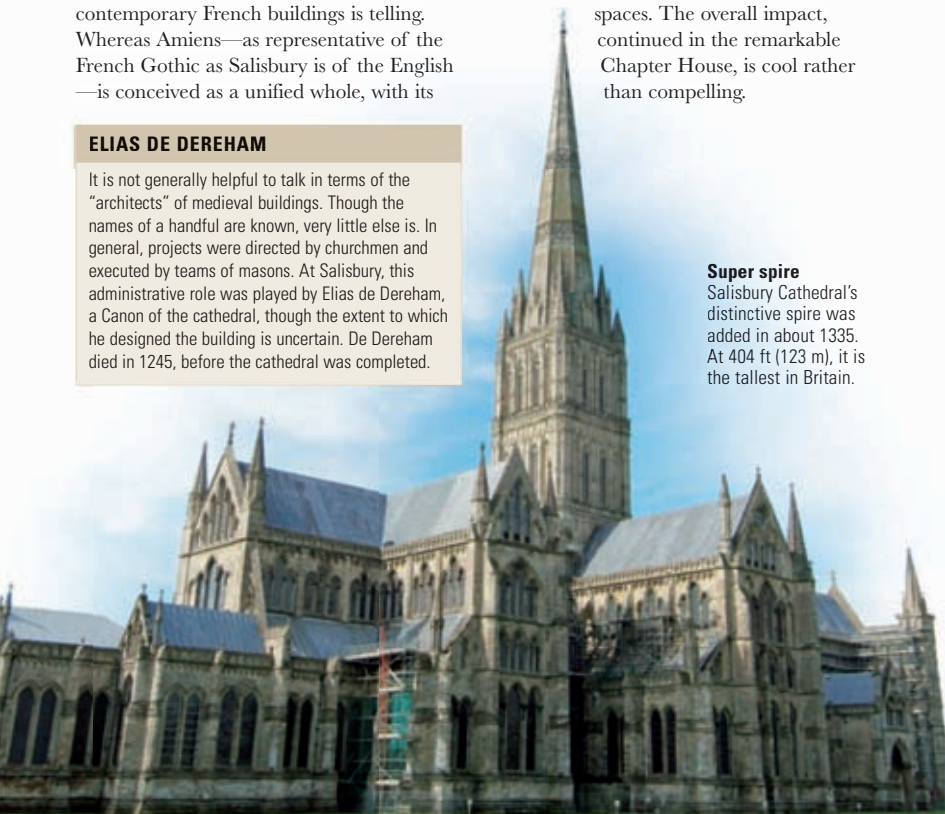 contemporary French buildings is telling.
Whereas Amiens—as representative of the
French Gothic as Salisbury is of the English
—is conceived as a unified whole, with its
spaces. The overall impact,
continued in the remarkable
Chapter House, is cool rather
than compelling.
ELIAS DE DEREHAM
It is not generally helpful to talk in terms of the
“architects” of medieval buildings. Though the
names of a handful are known, very little else is. In
general, projects were directed by churchmen and
executed by teams of masons. At Salisbury, this
administrative role was played by Elias de Dereham,
a Canon of the cathedral, though the extent to which
he designed the building is uncertain. De Dereham
died in 1245, before the cathedral was completed.
Super spire
Salisbury Cathedral’s
distinctive spire was
added in about 1335.
At 404 ft (123 m), it is
the tallest in Britain.